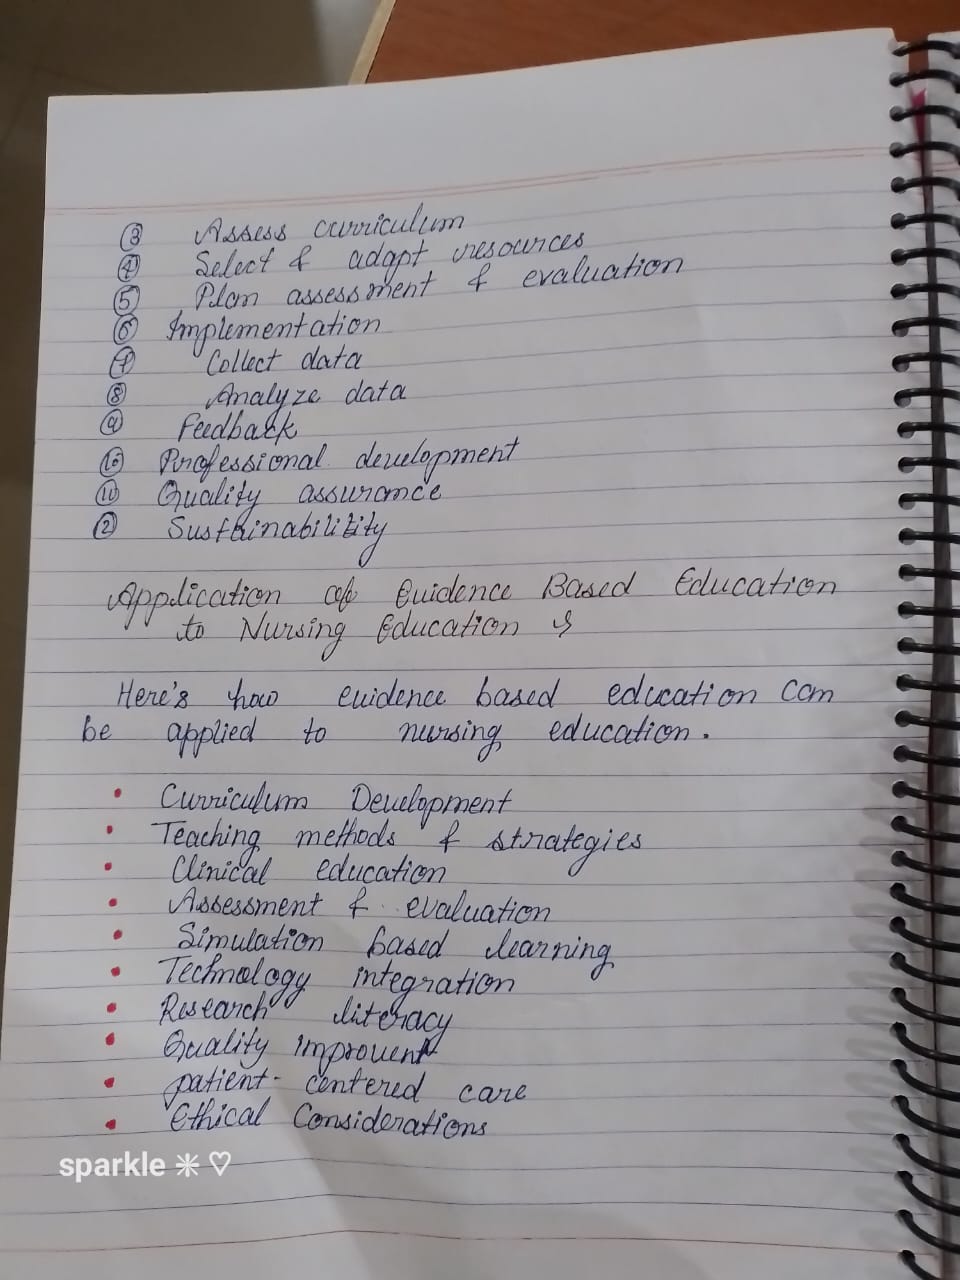 ③ Assess curriculum
④ Select & adapt resources
⑤ Plan assessment & evaluation
⑥ Implementation
⑦ Collect data
⑧ Analyze data
⑨ Feedback
⑩ Professional development
⑪ Quality assurance
② Sustainabilitity
Application of Evidence Based Education
to Nursing Education
Here's how evidence based education can
be applied to nursing education.
• Curriculum Development
• Teaching methods & strategies
• Clinical education
• Assessment & evaluation
• Simulation based learning
• Technology integration
• Research literacy
• Quality improvent
• patient-centered care
• Ethical Considerations
sparkle ✳ ♡